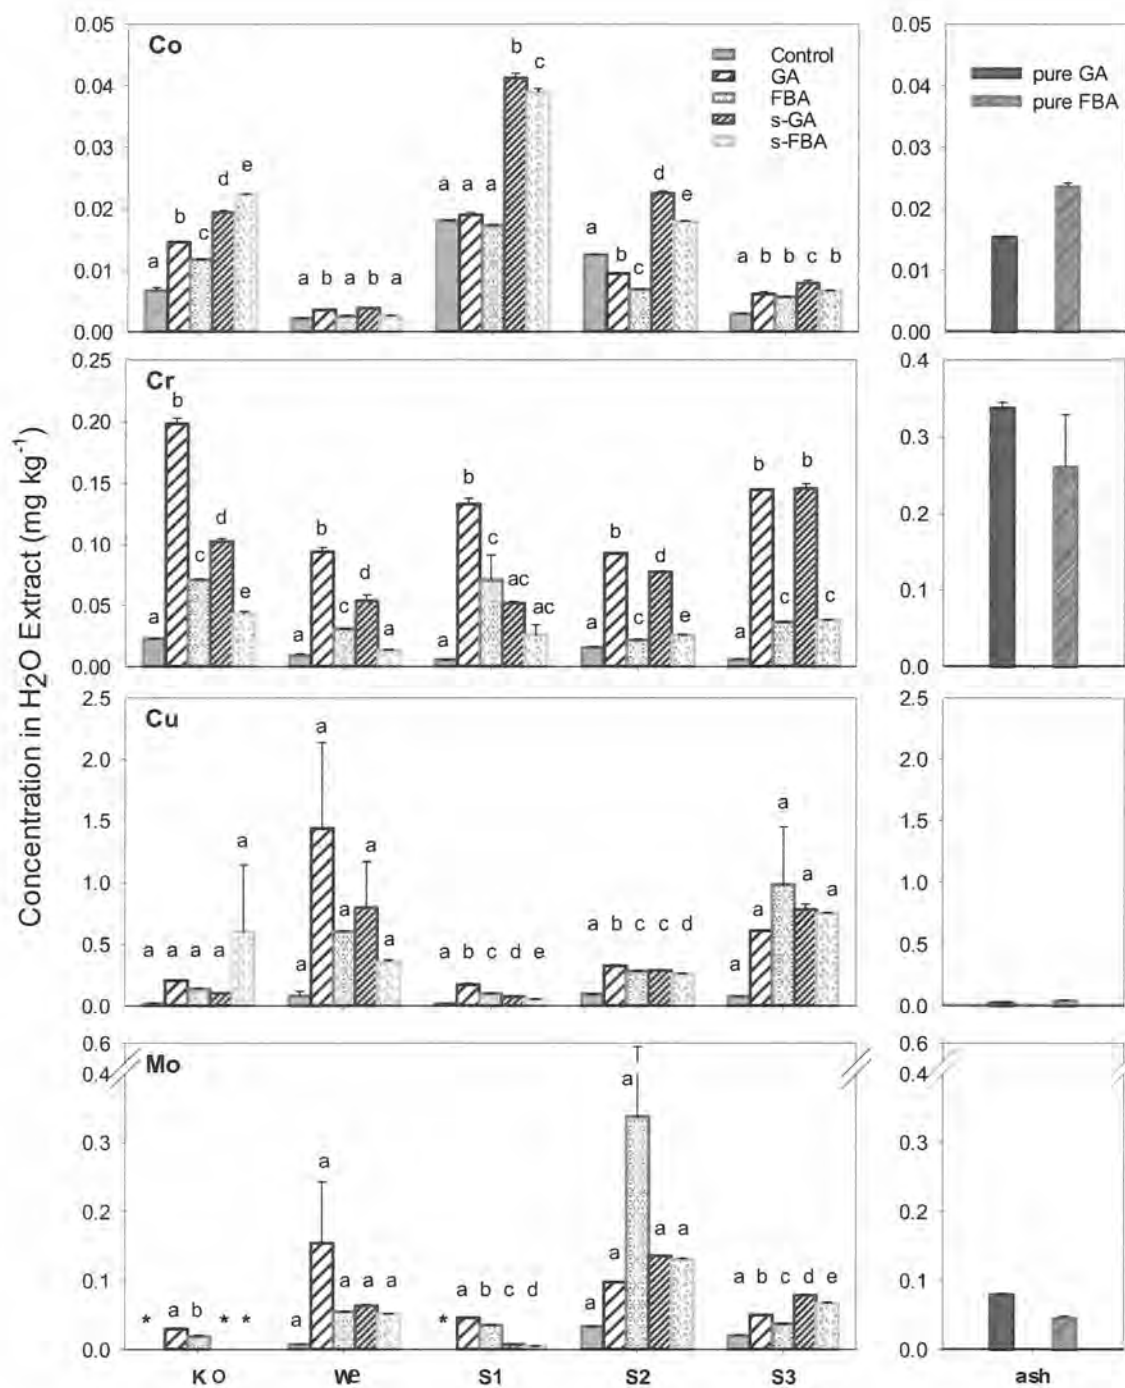 Concentration in H2O Extract (mg kg-1)
Co
0.05
0.04
0.03
0.02
0.01
0.00
Control
GA
FBA
s-GA
s-FBA
a b c d e
a b a b a
a a a b c
a b c d e
a b b c b
0.05
0.04
0.03
0.02
0.01
0.00
pure GA
pure FBA
Cr
0.25
0.20
0.15
0.10
0.05
0.00
a b c d e
a b c d a
a b c ac ac
a b c d e
a b c b c
0.4
0.3
0.2
0.1
0.0
Cu
2.5
2.0
1.5
1.0
0.5
0.0
a a a a a
a a a a a
a b c d e
a b c c d
a a a a a
2.5
2.0
1.5
1.0
0.5
0.0
Mo
0.6
0.4
0.3
0.2
0.1
0.0
* a b * *
a a a a a
* a b c d
a a a a a
a b c d e
0.6
0.4
0.3
0.2
0.1
0.0
KO We S1 S2 S3
ash